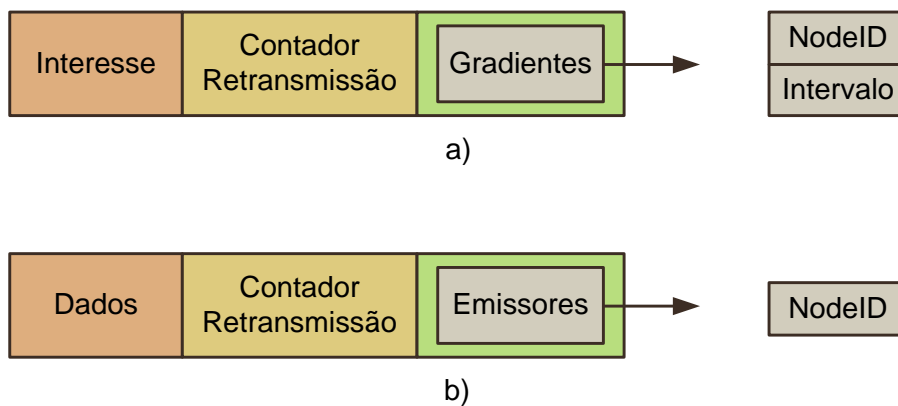 Interesse
Contador
Retransmissão
Gradientes
NodeID
Intervalo
a)
Dados
Contador
Retransmissão
Emissores
NodeID
b)